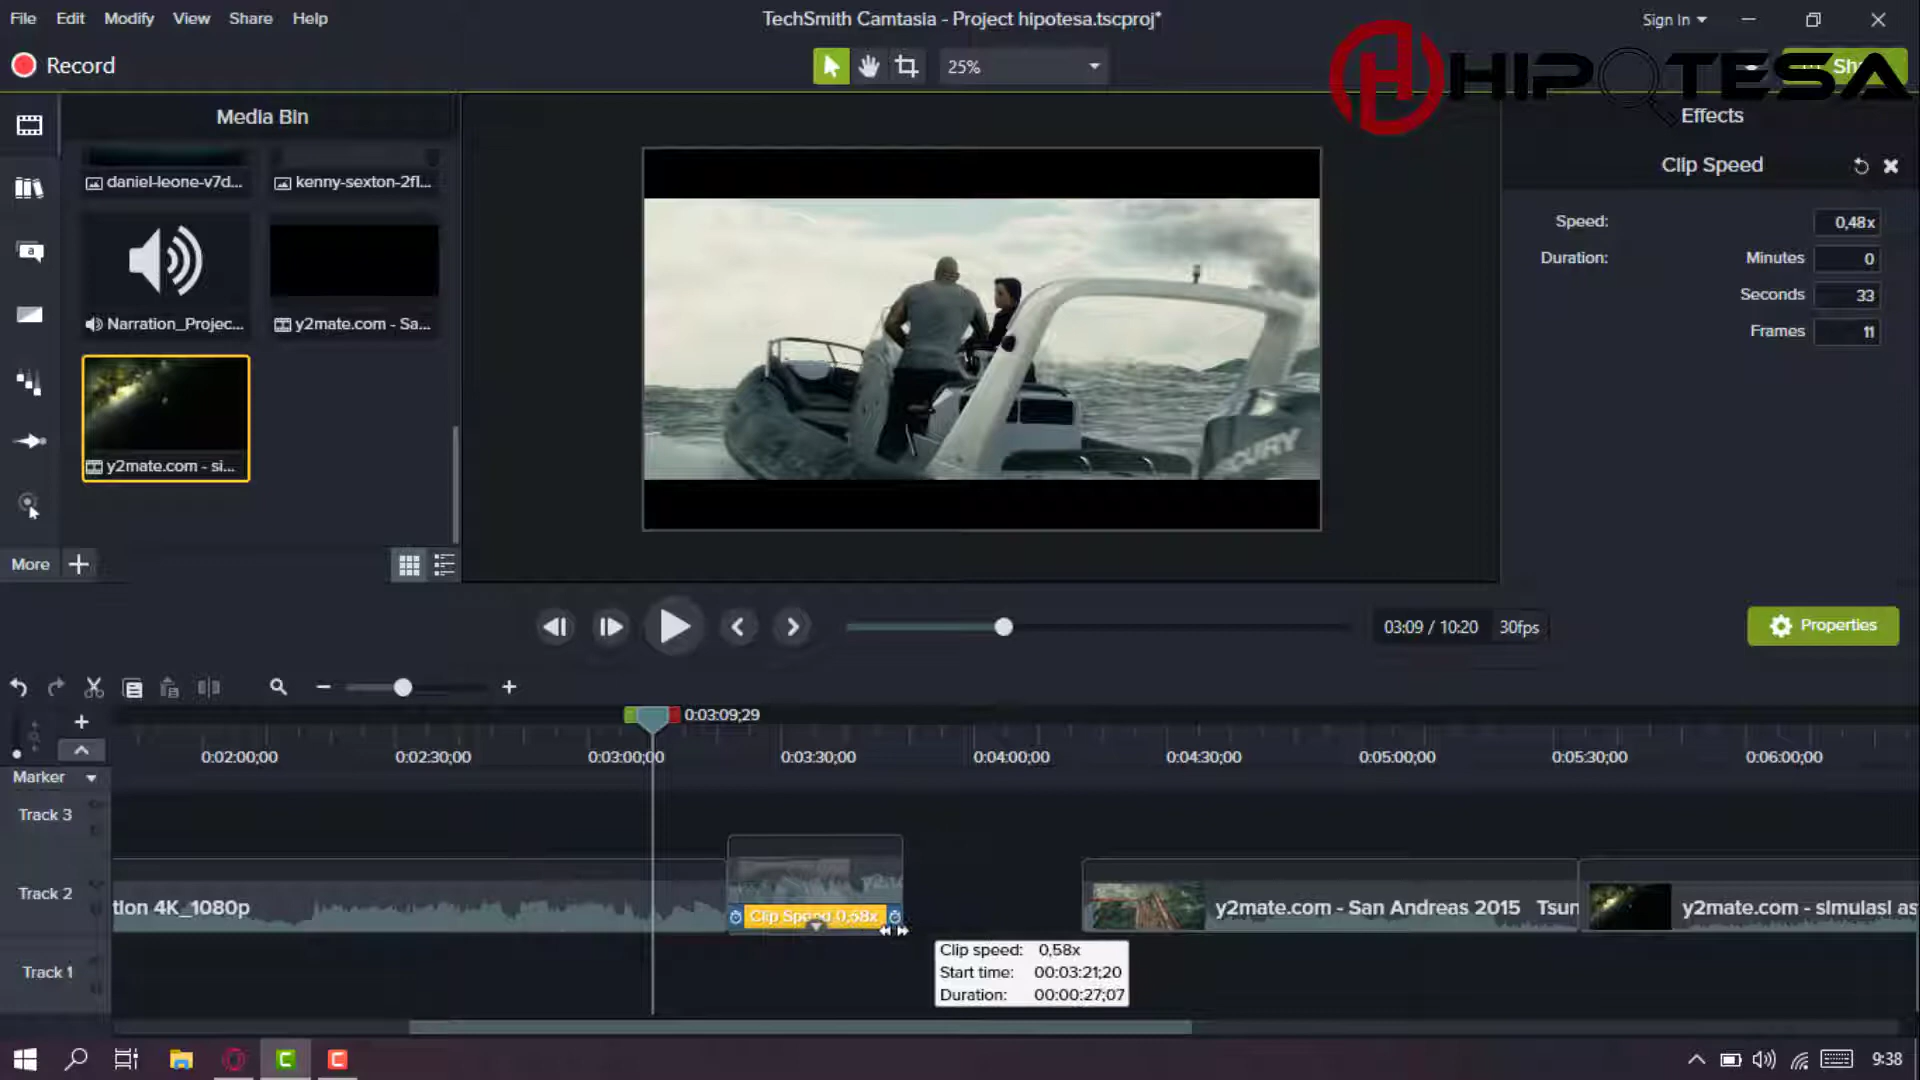 File Edit Modify View Share Help
TechSmith Camtasia - Project hipotesa.tscproj*
Sign In
Record
25%
HIPOTESA
Media Bin
Effects
daniel-leone-v7d...
kenny-sexton-2fl...
Clip Speed
Speed: 0,48x
Duration: Minutes 0
Seconds 33
Frames 11
Narration_Projec...
y2mate.com - Sa...
y2mate.com - si...
More
03:09 / 10:20 30fps
Properties
0:03:09;29
0:02:00;00 0:02:30;00 0:03:00;00 0:03:30;00 0:04:00;00 0:04:30;00 0:05:00;00 0:05:30;00 0:06:00;00
Marker
Track 3
Track 2
tion 4K_1080p
Clip Speed 0,58x
y2mate.com - San Andreas 2015 Tsun
y2mate.com - simulasi as
Clip speed: 0,58x
Start time: 00:03:21;20
Duration: 00:00:27;07
Track 1
9:38